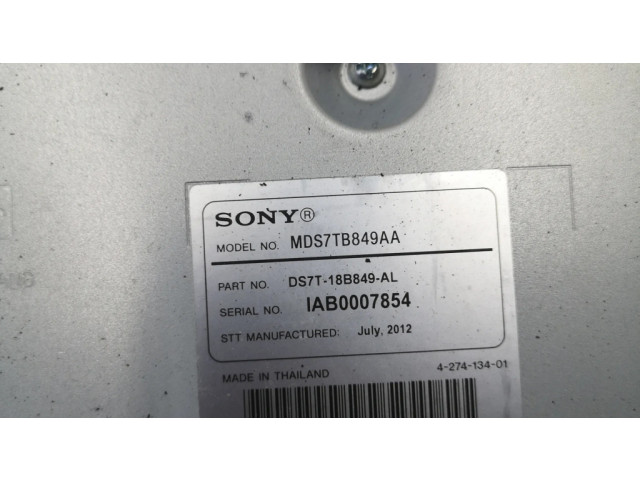 SONY®
MODEL NO. MDS7TB849AA
PART NO. DS7T-18B849-AL
SERIAL NO. IAB0007854
STT MANUFACTURED: July, 2012
MADE IN THAILAND 4-274-134-01